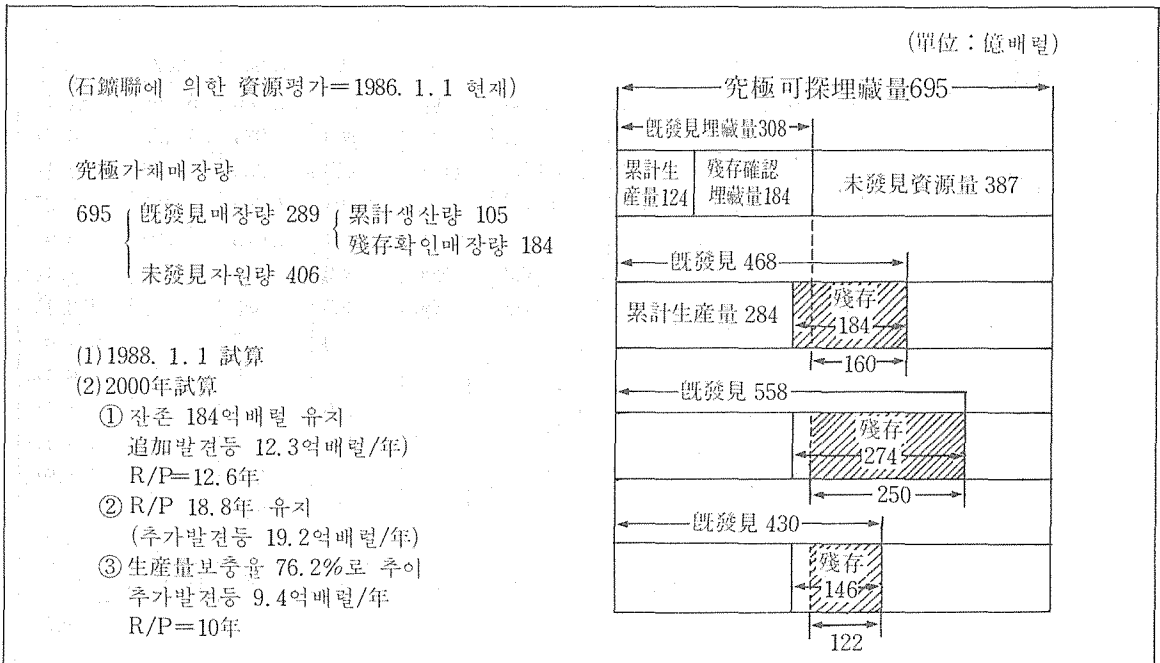 (單位：億배럴)
(石鑛聯에 의한 資源평가＝1986. 1. 1 현재)
究極가채매장량
695 旣發見매장량 289 累計생산량 105
殘存확인매장량 184
未發見자원량 406
(1) 1988. 1. 1 試算
(2) 2000年試算
① 잔존 184억배럴 유지
追加발견등 12.3억배럴/年)
R/P=12.6年
② R/P 18.8年 유지
(추가발견등 19.2억배럴/年)
③ 生産量보충율 76.2%로 추이
추가발견등 9.4억배럴/年
R/P=10年
究極可採埋藏量695
旣發見埋藏量308
累計生産量124
殘存確認埋藏量184
未發見資源量 387
旣發見 468
累計生産量 284
殘存
184
160
旣發見 558
殘存
274
250
旣發見 430
殘存
146
122